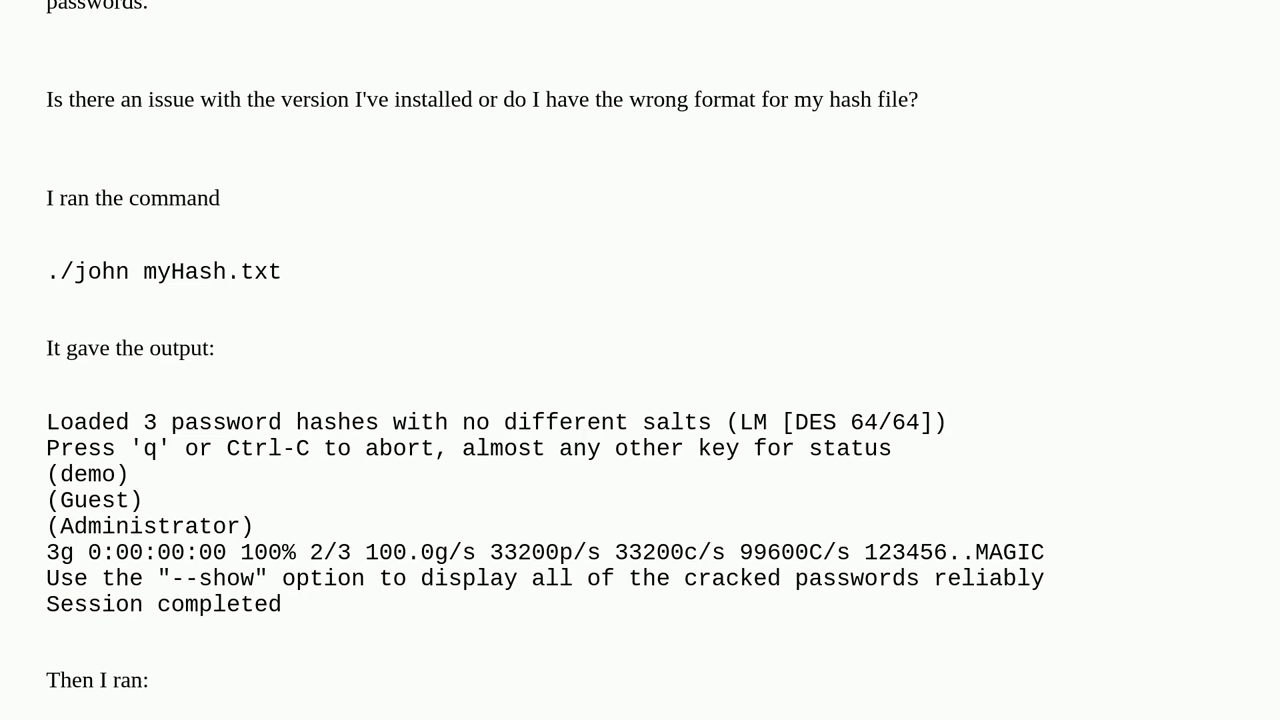 passwords.
Is there an issue with the version I've installed or do I have the wrong format for my hash file?
I ran the command
./john myHash.txt
It gave the output:
Loaded 3 password hashes with no different salts (LM [DES 64/64])
Press 'q' or Ctrl-C to abort, almost any other key for status
(demo)
(Guest)
(Administrator)
3g 0:00:00:00 100% 2/3 100.0g/s 33200p/s 33200c/s 99600C/s 123456..MAGIC
Use the "--show" option to display all of the cracked passwords reliably
Session completed
Then I ran: